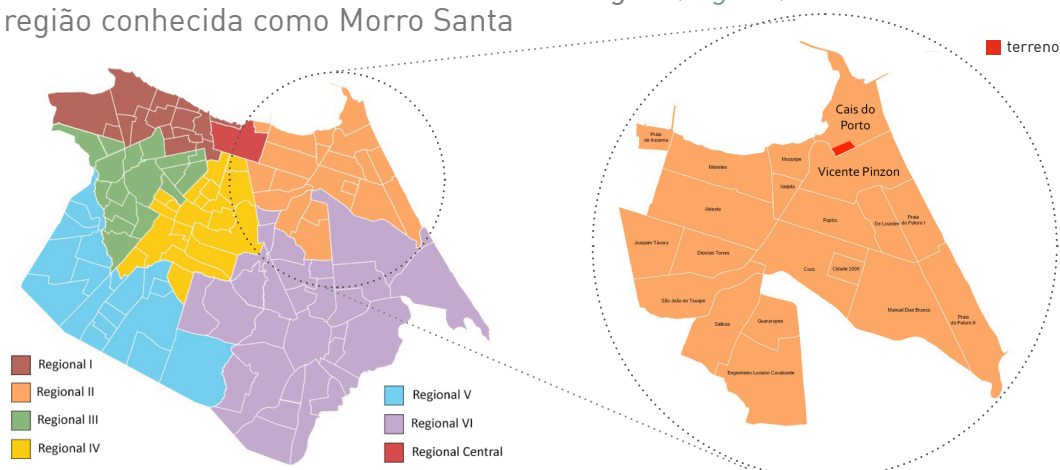 região conhecida como Morro Santa
terreno
Cais do
Porto
Vicente Pinzon
Praia
de Iracema
Meireles
Mucuripe
Varjota
Aldeota
Papicu
De Lourdes
Praia
do Futuro I
Joaquim Távora
Dionísio Torres
Cocó
Cidade 2000
São João do Tauape
Salinas
Guararapes
Manuel Dias Branco
Praia
do Futuro II
Engenheiro Luciano Cavalcante
Regional I
Regional II
Regional III
Regional IV
Regional V
Regional VI
Regional Central